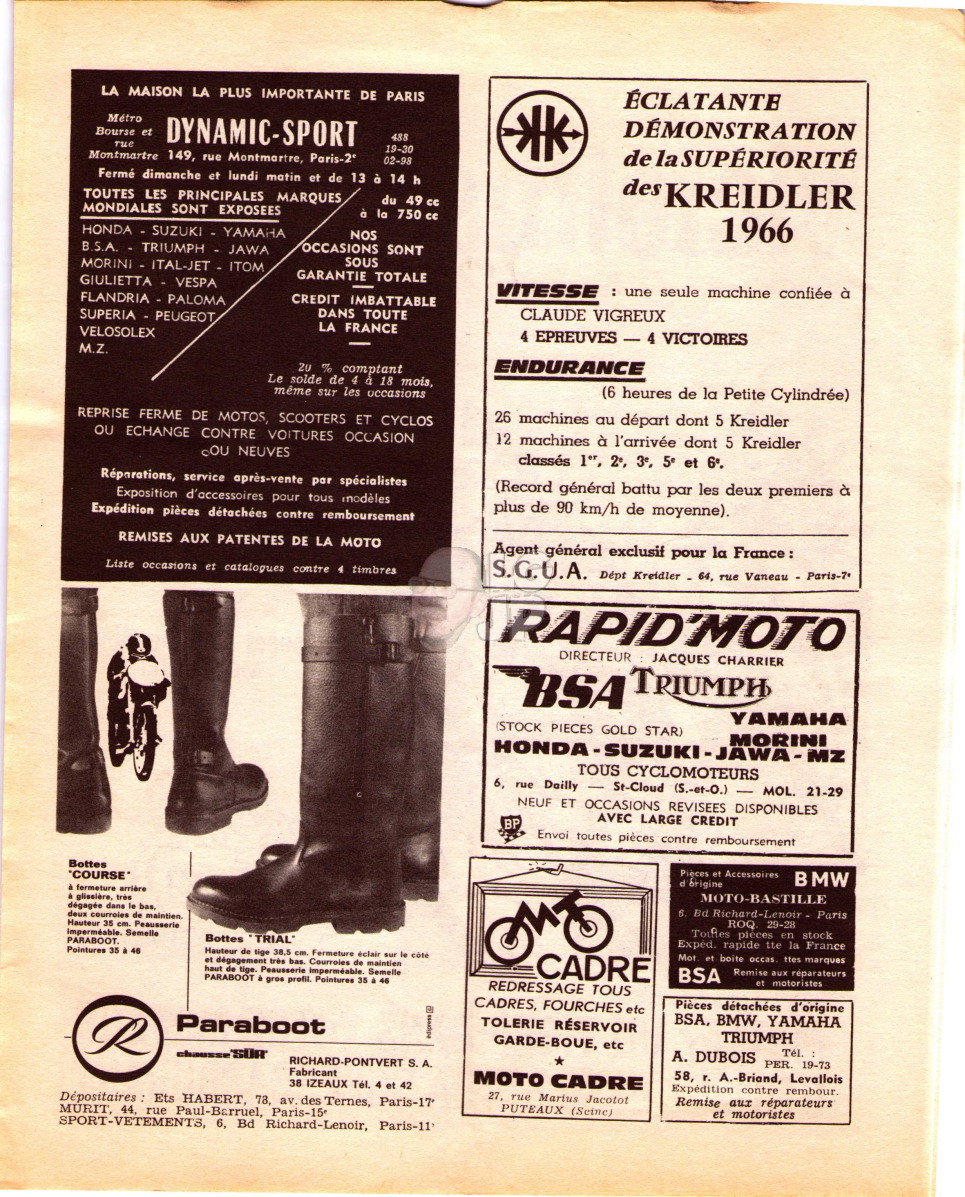 LA MAISON LA PLUS IMPORTANTE DE PARIS
Métro
Bourse et
rue
Montmartre
DYNAMIC-SPORT
149, rue Montmartre, Paris-2e
488
19-30
02-98
Fermé dimanche et lundi matin et de 13 à 14 h
TOUTES LES PRINCIPALES MARQUES
MONDIALES SONT EXPOSEES
du 49 cc
à la 750 cc
HONDA - SUZUKI - YAMAHA
B.S.A. - TRIUMPH - JAWA
MORINI - ITAL-JET - ITOM
GIULIETTA - VESPA
FLANDRIA - PALOMA
SUPERIA - PEUGEOT
VELOSOLEX
M.Z.
NOS
OCCASIONS SONT
SOUS
GARANTIE TOTALE
CREDIT IMBATTABLE
DANS TOUTE
LA FRANCE
20 % comptant
Le solde de 4 à 18 mois,
même sur les occasions
REPRISE FERME DE MOTOS, SCOOTERS ET CYCLOS
OU ECHANGE CONTRE VOITURES OCCASION
OU NEUVES
Réparations, service après-vente par spécialistes
Exposition d'accessoires pour tous modèles
Expédition pièces détachées contre remboursement
REMISES AUX PATENTES DE LA MOTO
Liste occasions et catalogues contre 4 timbres
ÉCLATANTE
DÉMONSTRATION
de la SUPÉRIORITÉ
des KREIDLER
1966
VITESSE : une seule machine confiée à
CLAUDE VIGREUX
4 EPREUVES — 4 VICTOIRES
ENDURANCE
(6 heures de la Petite Cylindrée)
26 machines au départ dont 5 Kreidler
12 machines à l'arrivée dont 5 Kreidler
classés 1er, 2e, 3e, 5e et 6e.
(Record général battu par les deux premiers à
plus de 90 km/h de moyenne).
Agent général exclusif pour la France :
S.G.U.A. Dépt Kreidler - 64, rue Vaneau - Paris-7e
RAPID'MOTO
DIRECTEUR : JACQUES CHARRIER
BSA TRIUMPH
(STOCK PIECES GOLD STAR)
YAMAHA
MORINI
HONDA - SUZUKI - JAWA - MZ
TOUS CYCLOMOTEURS
6, rue Dailly — St-Cloud (S.-et-O.) — MOL. 21-29
NEUF ET OCCASIONS REVISEES DISPONIBLES
AVEC LARGE CREDIT
BP
Envoi toutes pièces contre remboursement
Bottes
"COURSE"
à fermeture arrière
à glissière, très
dégagée dans le bas,
deux courroies de maintien.
Hauteur 35 cm. Peausserie
imperméable. Semelle
PARABOOT.
Pointures 35 à 46
Bottes "TRIAL"
Hauteur de tige 38,5 cm. Fermeture éclair sur le côté
et dégagement très bas. Courroies de maintien
haut de tige. Peausserie imperméable. Semelle
PARABOOT à gros profil. Pointures 35 à 46
R
Paraboot
chausse "SÛR"
RICHARD-PONTVERT S. A.
Fabricant
38 IZEAUX Tél. 4 et 42
Dépositaires : Ets HABERT, 78, av. des Ternes, Paris-17e
MURIT, 44, rue Paul-Barruel, Paris-15e
SPORT-VETEMENTS, 6, Bd Richard-Lenoir, Paris-11e
MOTO
CADRE
REDRESSAGE TOUS
CADRES, FOURCHES etc
TOLERIE RÉSERVOIR
GARDE-BOUE, etc
MOTO CADRE
27, rue Marius Jacotot
PUTEAUX (Seine)
Pièces et Accessoires
d'origine
BMW
MOTO-BASTILLE
6. Bd Richard-Lenoir - Paris
ROQ. 29-28
Toutes pièces en stock
Expéd. rapide tte la France
Mot. et boite occas. ttes marques
BSA
Remise aux réparateurs
et motoristes
Pièces détachées d'origine
BSA, BMW, YAMAHA
TRIUMPH
A. DUBOIS
Tél. :
PER. 19-73
58, r. A.-Briand, Levallois
Expédition contre rembour.
Remise aux réparateurs
et motoristes